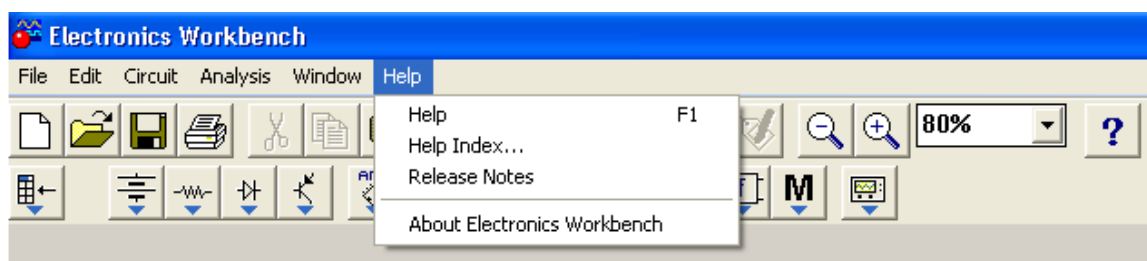 Electronics Workbench
File Edit Circuit Analysis Window Help
Help F1
Help Index...
Release Notes
About Electronics Workbench
80%
?
M